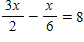 3x/2 − x/6 = 8